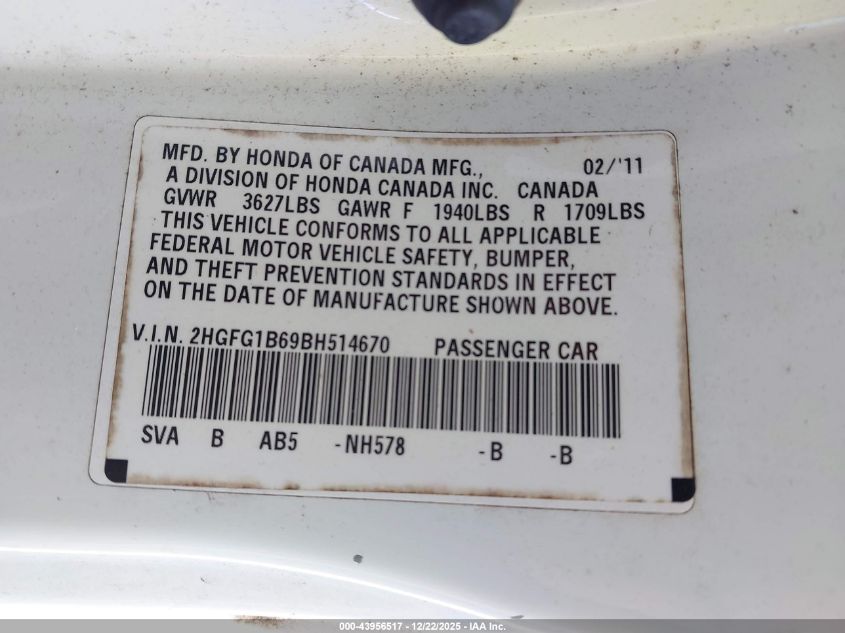 MFD. BY HONDA OF CANADA MFG., 02/'11
A DIVISION OF HONDA CANADA INC. CANADA
GVWR 3627LBS GAWR F 1940LBS R 1709LBS
THIS VEHICLE CONFORMS TO ALL APPLICABLE
FEDERAL MOTOR VEHICLE SAFETY, BUMPER,
AND THEFT PREVENTION STANDARDS IN EFFECT
ON THE DATE OF MANUFACTURE SHOWN ABOVE.
V.I.N. 2HGFG1B69BH514670 PASSENGER CAR
SVA B AB5 -NH578 -B -B
000-43956517 - 12/22/2025 - IAA Inc.